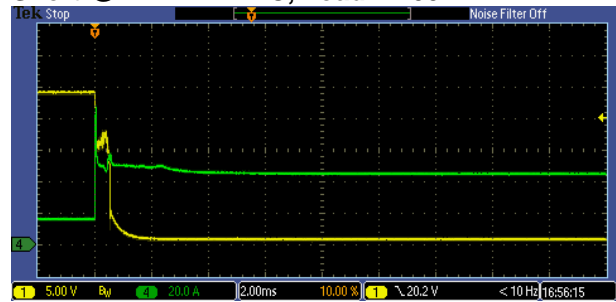 Tek Stop
Noise Filter Off
T
4
1 5.00 V BW 4 20.0 A 2.00ms 10.00 % 1 20.2 V < 10 Hz 16:56:15